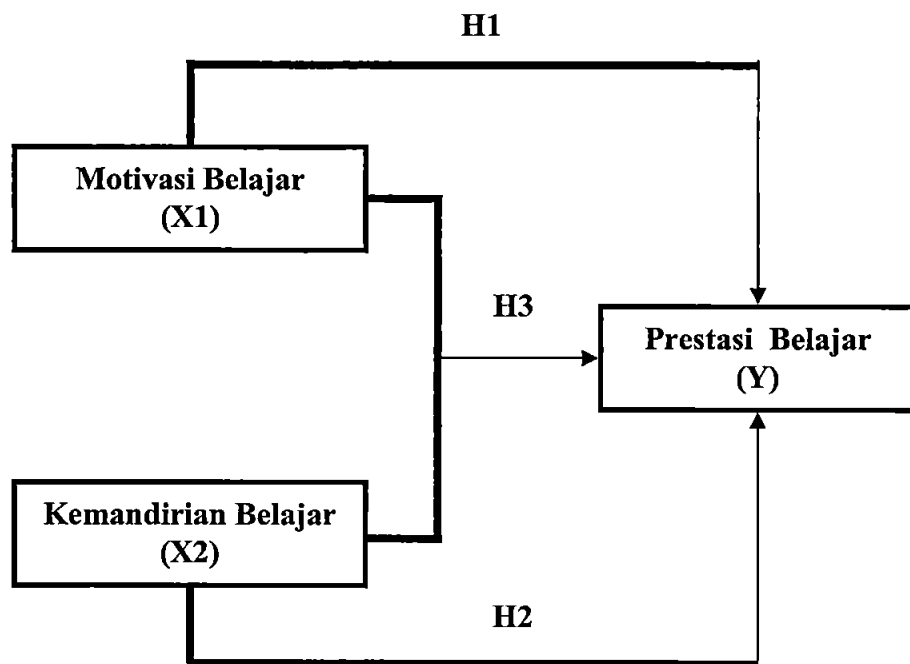 H1
Motivasi Belajar
(X1)
H3
Prestasi Belajar
(Y)
Kemandirian Belajar
(X2)
H2